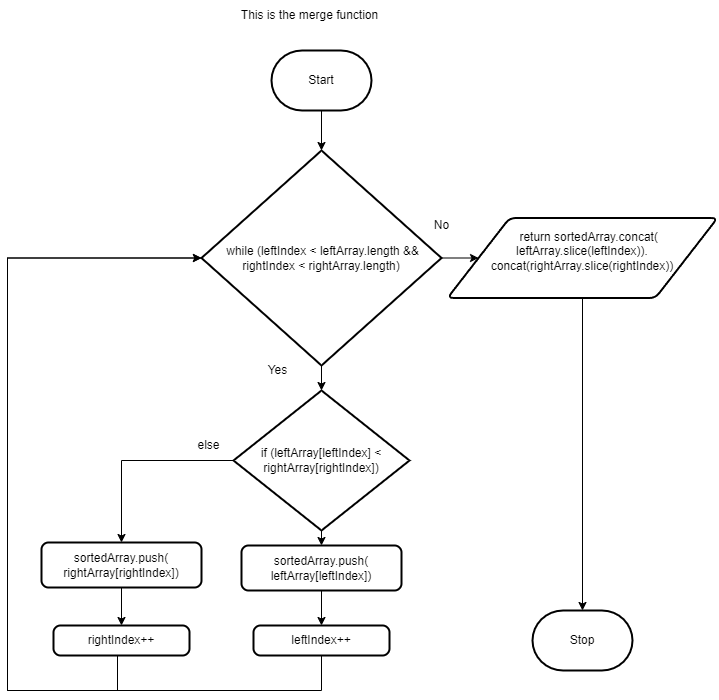 This is the merge function
Start
while (leftIndex < leftArray.length &&
rightIndex < rightArray.length)
No
return sortedArray.concat(
leftArray.slice(leftIndex)).
concat(rightArray.slice(rightIndex))
Yes
if (leftArray[leftIndex] <
rightArray[rightIndex])
else
sortedArray.push(
rightArray[rightIndex])
sortedArray.push(
leftArray[leftIndex])
rightIndex++
leftIndex++
Stop